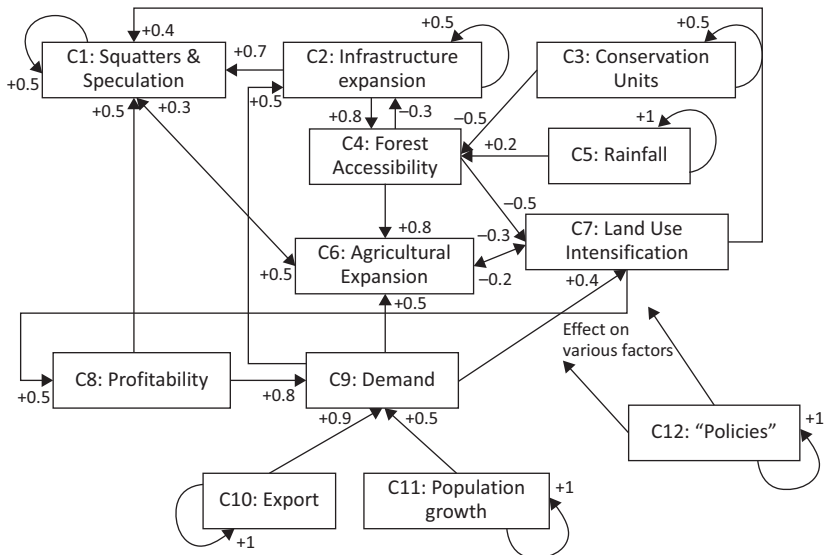 +0.4
+0.5
+0.5
C1: Squatters &
Speculation
+0.7
C2: Infrastructure
expansion
C3: Conservation
Units
+0.5
+0.5
+0.3
+0.5
+0.8
−0.3
−0.5
+1
C4: Forest
Accessibility
+0.2
C5: Rainfall
−0.5
+0.8
−0.3
C7: Land Use
Intensification
C6: Agricultural
Expansion
+0.5
−0.2
+0.4
+0.5
Effect on
various factors
C8: Profitability
C9: Demand
+0.5
+0.8
+0.9
+0.5
C12: “Policies”
+1
C10: Export
C11: Population
growth
+1
+1